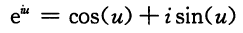 e^{iu} = cos(u) + i sin(u)